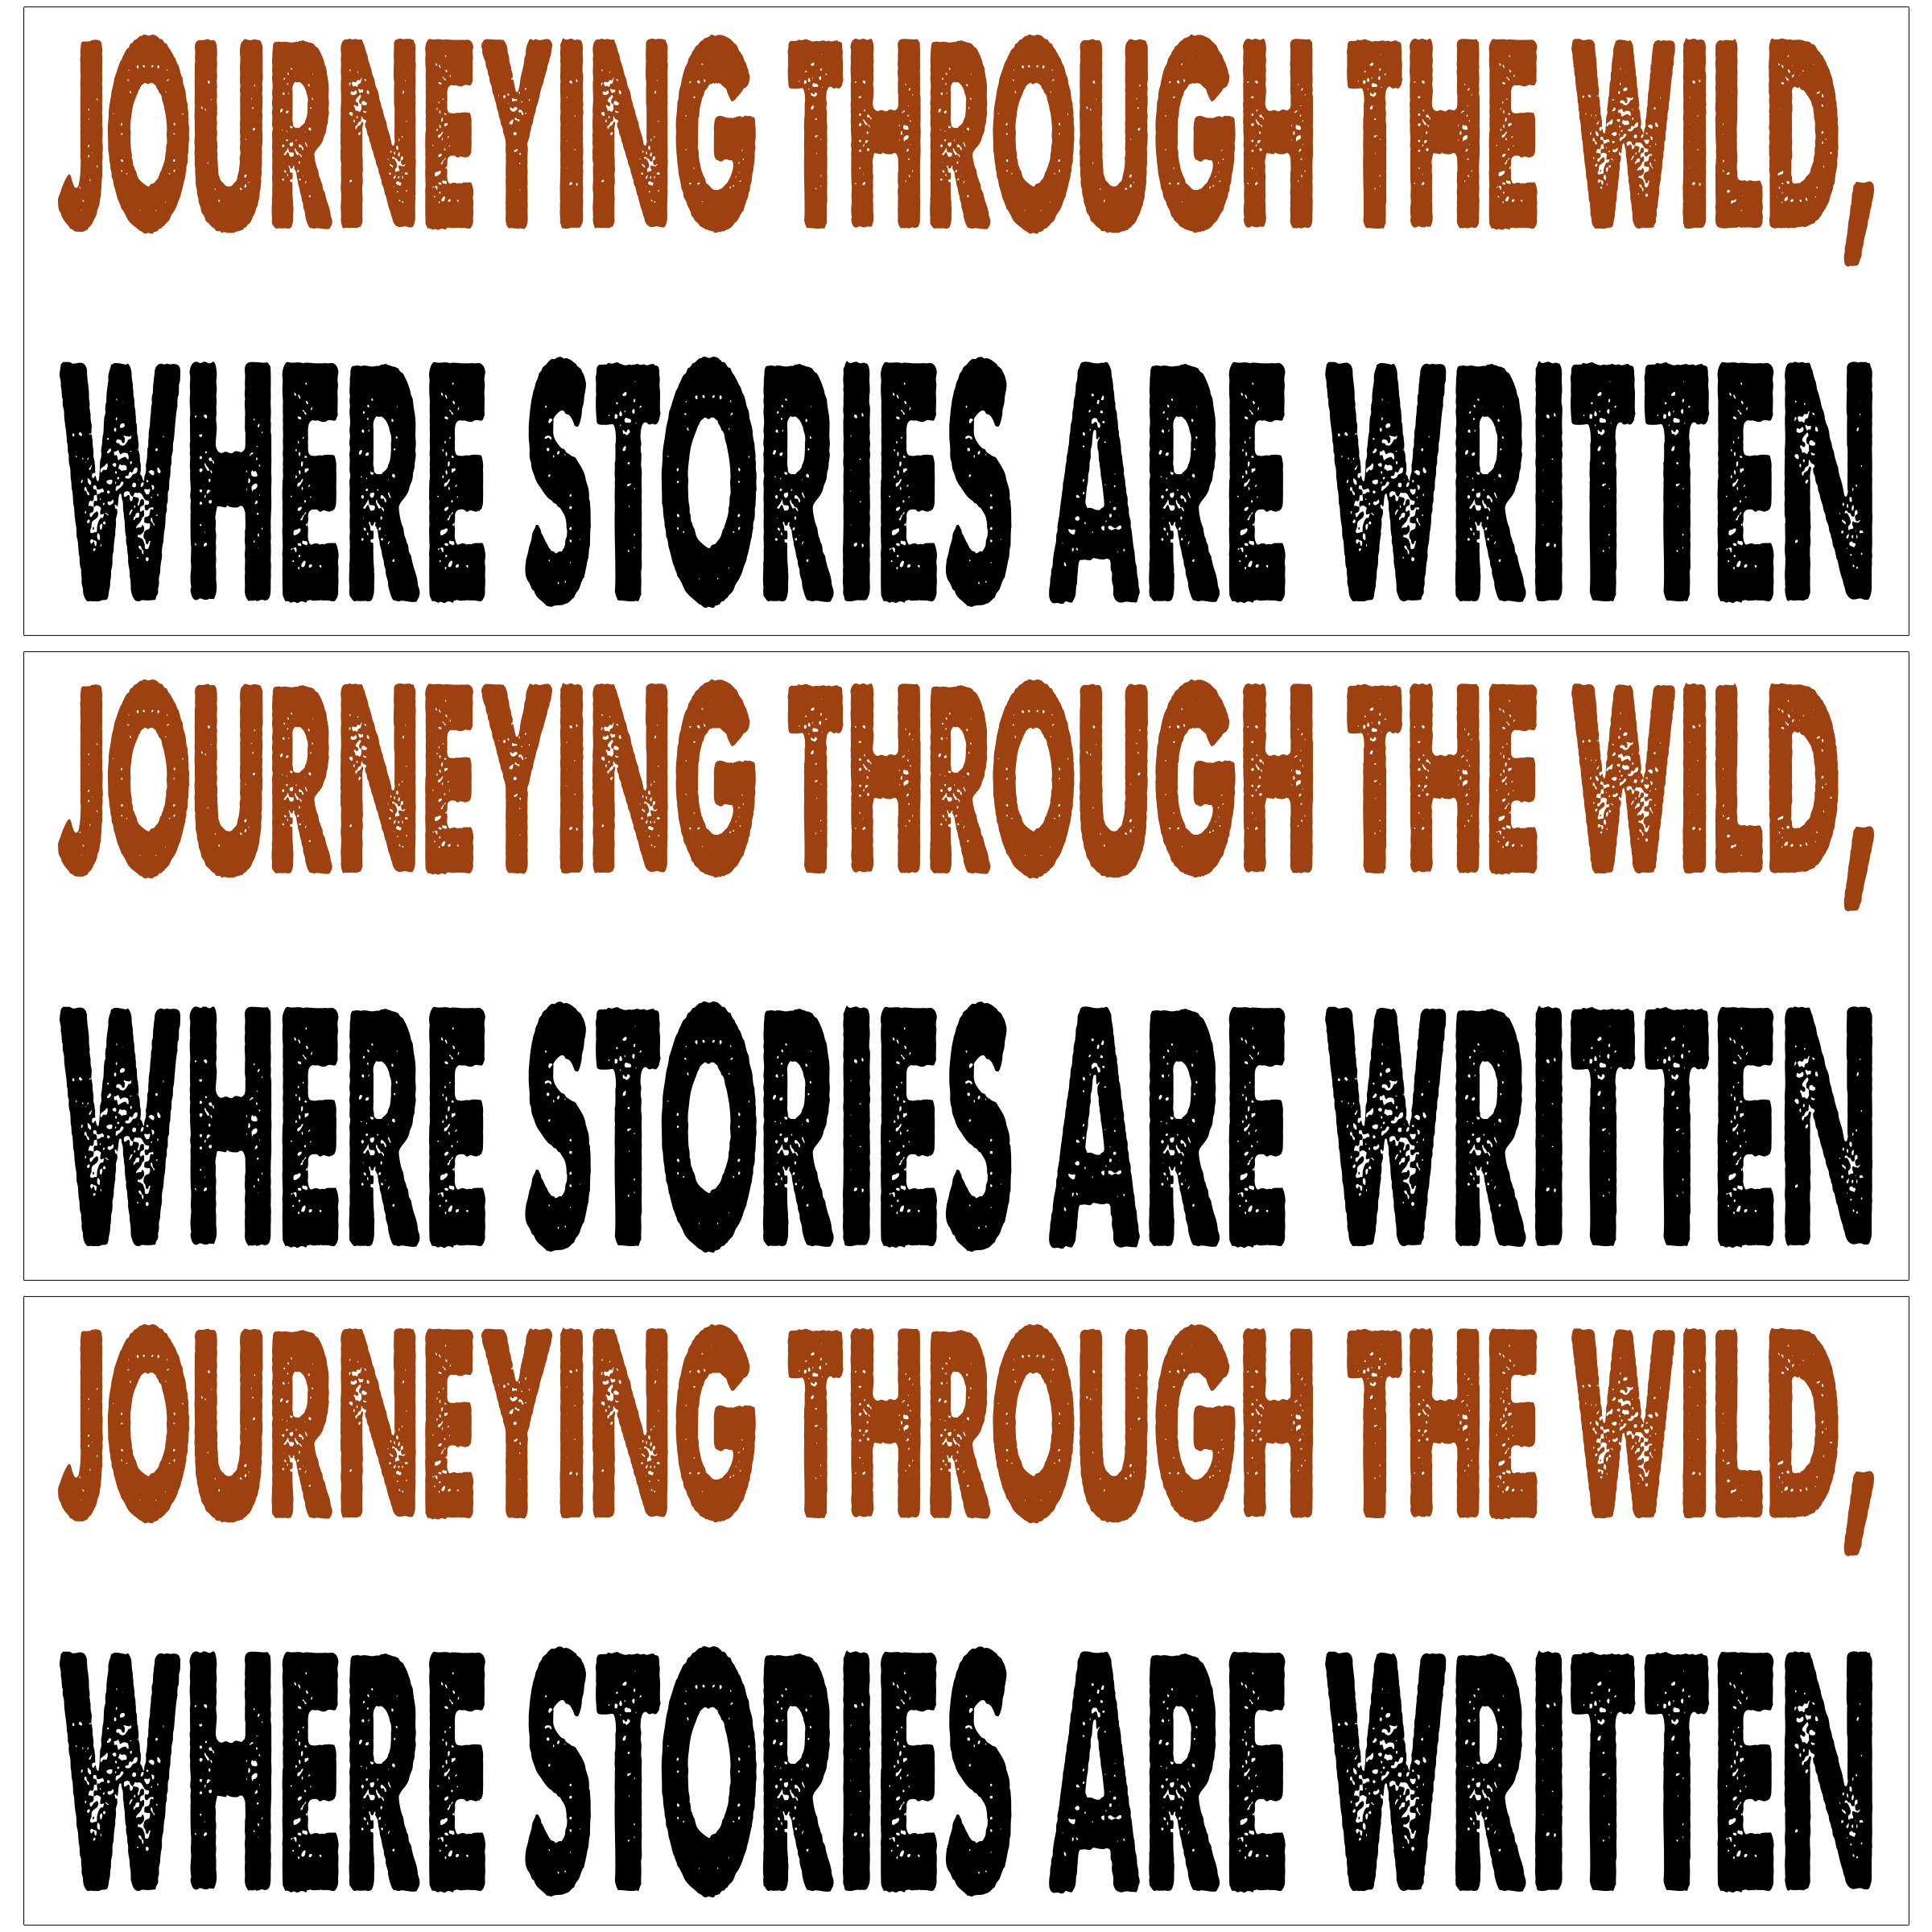 JOURNEYING THROUGH THE WILD,
WHERE STORIES ARE WRITTEN
JOURNEYING THROUGH THE WILD,
WHERE STORIES ARE WRITTEN
JOURNEYING THROUGH THE WILD,
WHERE STORIES ARE WRITTEN